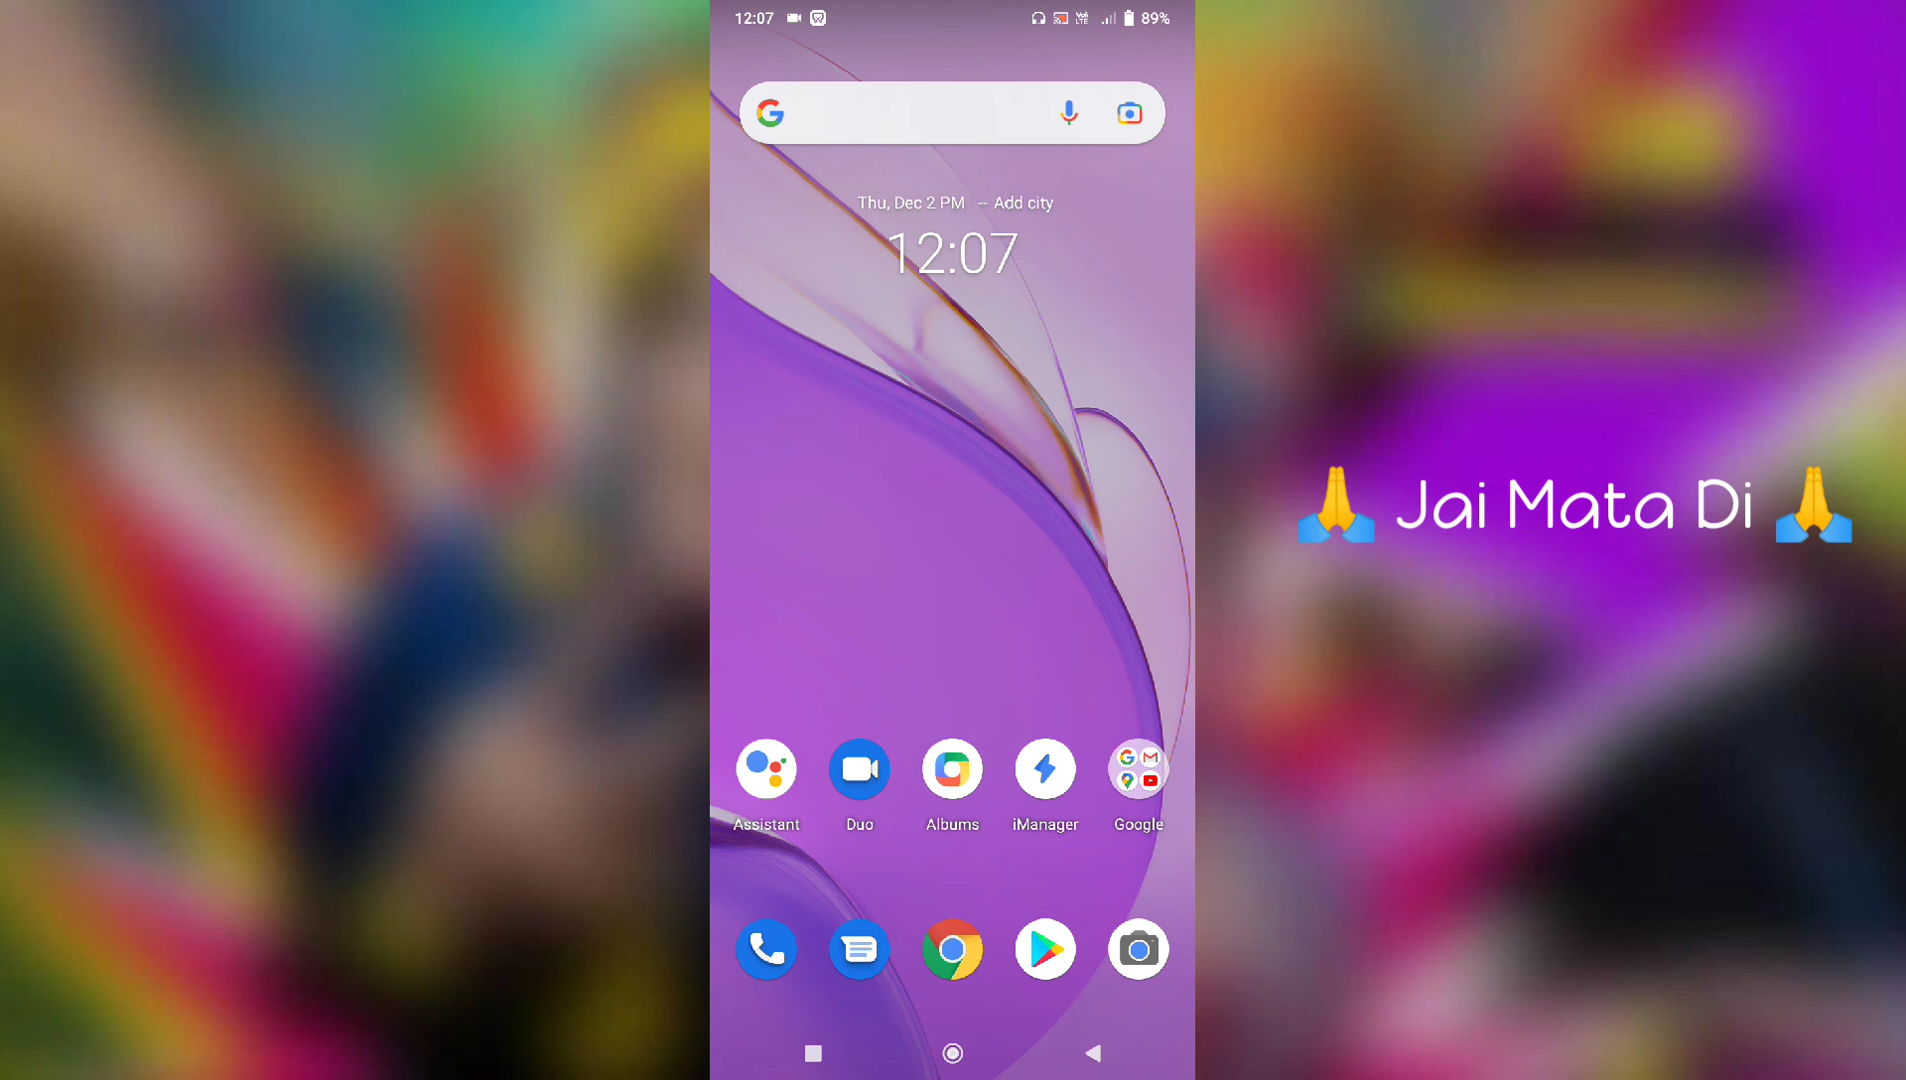 12:07
89%
Thu, Dec 2 PM -- Add city
12:07
🙏 Jai Mata Di 🙏
Assistant
Duo
Albums
iManager
Google